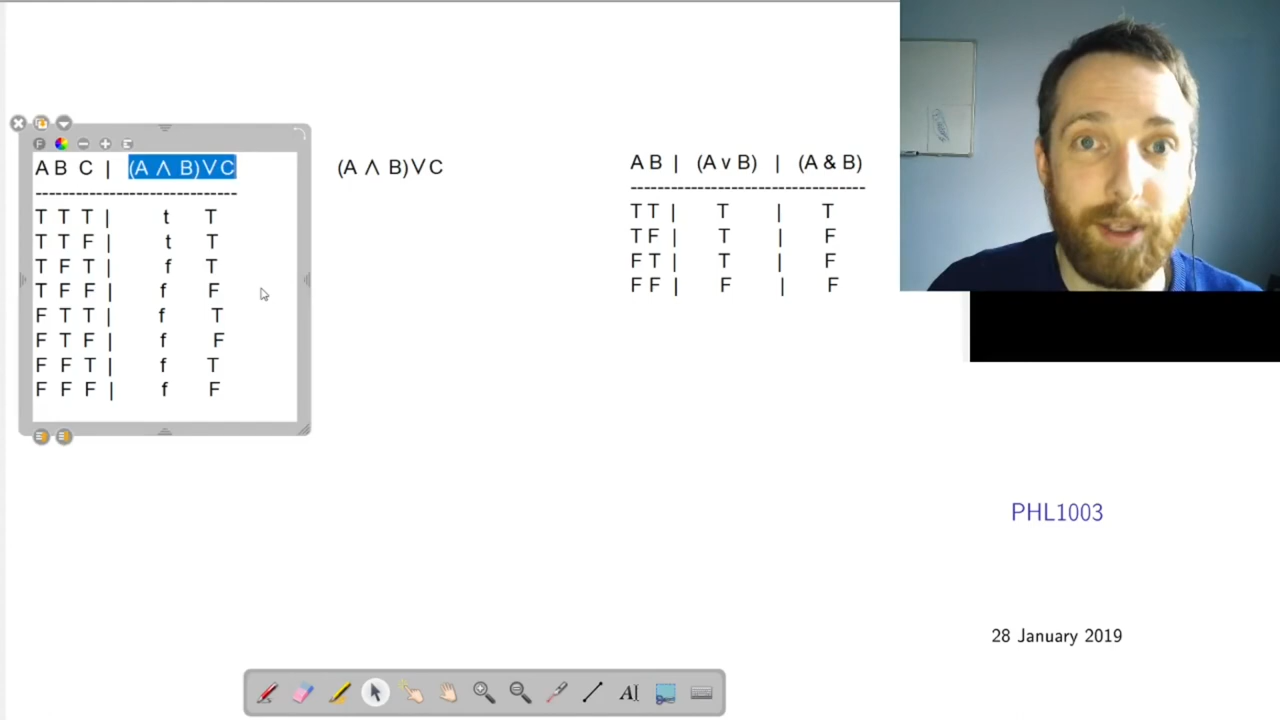 A B C | (A ∧ B)∨C
-----------------------------
T T T | t T
T T F | t T
T F T | f T
T F F | f F
F T T | f T
F T F | f F
F F T | f T
F F F | f F
(A ∧ B)∨C
A B | (A v B) | (A & B)
----------------------------------
T T | T | T
T F | T | F
F T | T | F
F F | F | F
PHL1003
28 January 2019